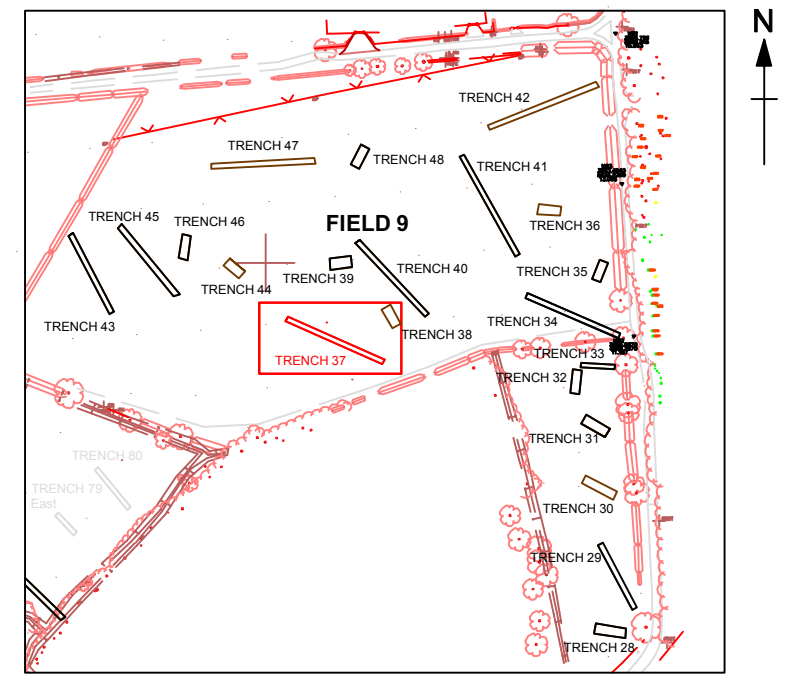 N
TRENCH 42
TRENCH 47
TRENCH 48
TRENCH 41
TRENCH 45
TRENCH 46
FIELD 9
TRENCH 36
TRENCH 44
TRENCH 39
TRENCH 40
TRENCH 35
TRENCH 43
TRENCH 34
TRENCH 38
TRENCH 37
TRENCH 33
TRENCH 32
TRENCH 31
TRENCH 80
TRENCH 79
East
TRENCH 30
TRENCH 29
TRENCH 28